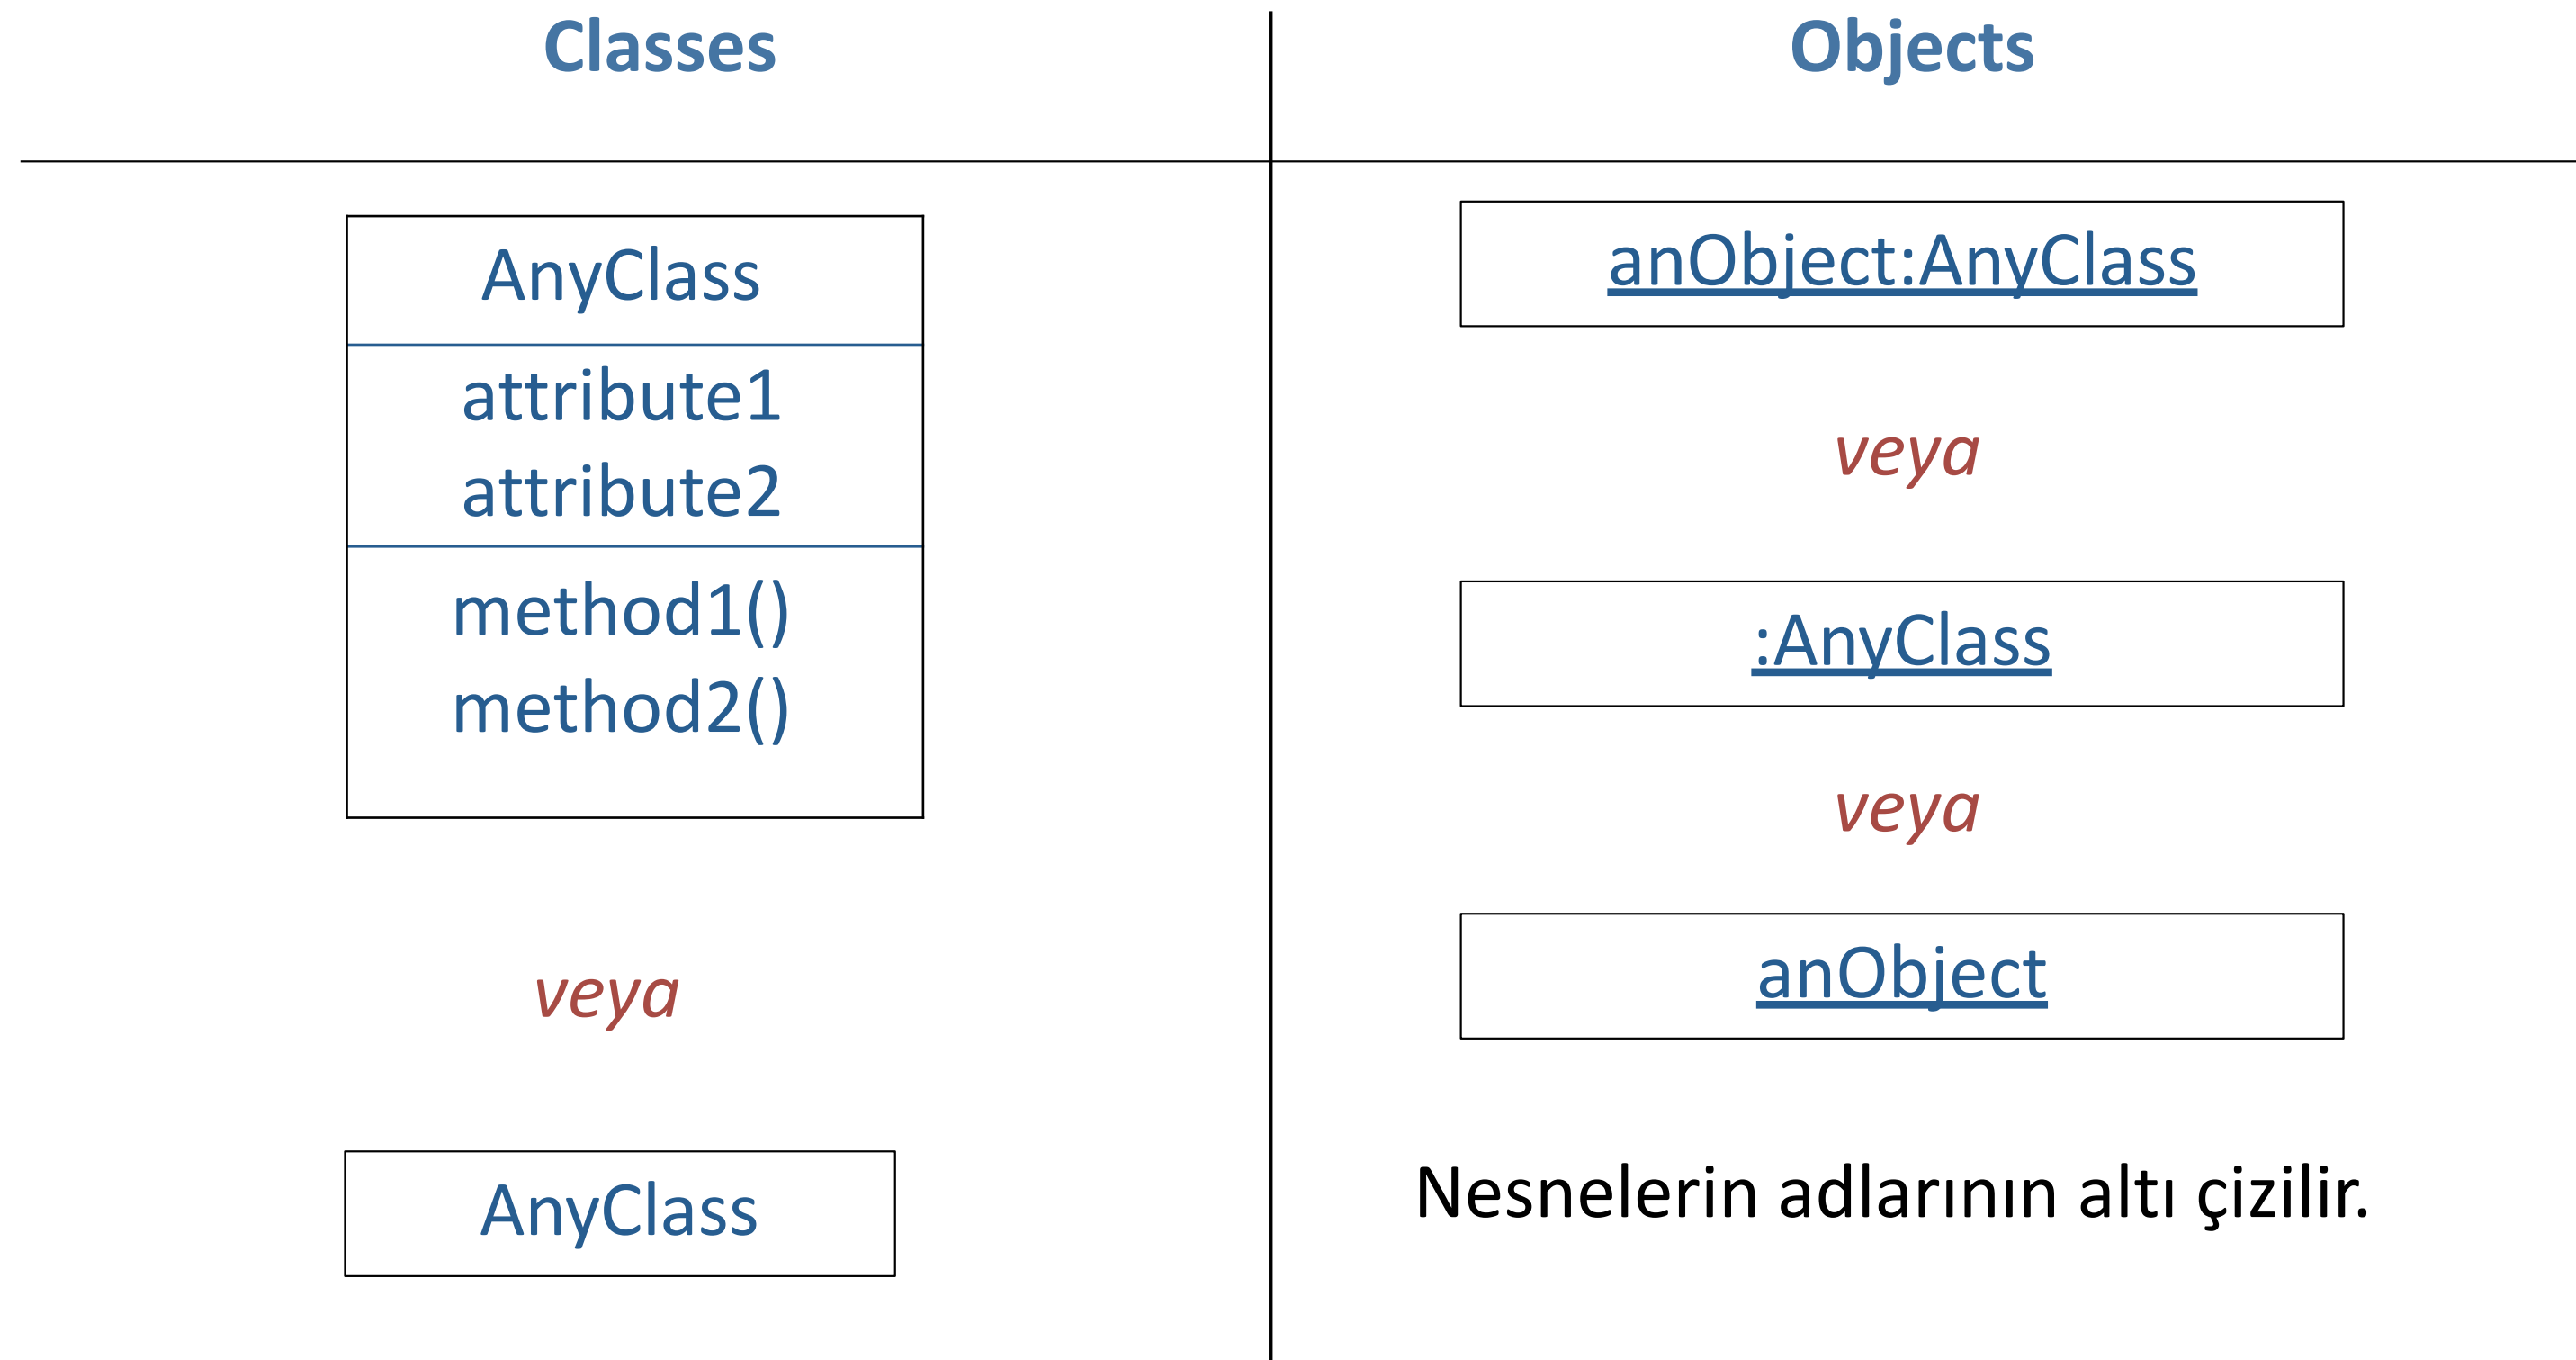 Classes
AnyClass
attribute1
attribute2
method1()
method2()
veya
AnyClass
Objects
anObject:AnyClass
veya
:AnyClass
veya
anObject
Nesnelerin adlarının altı çizilir.